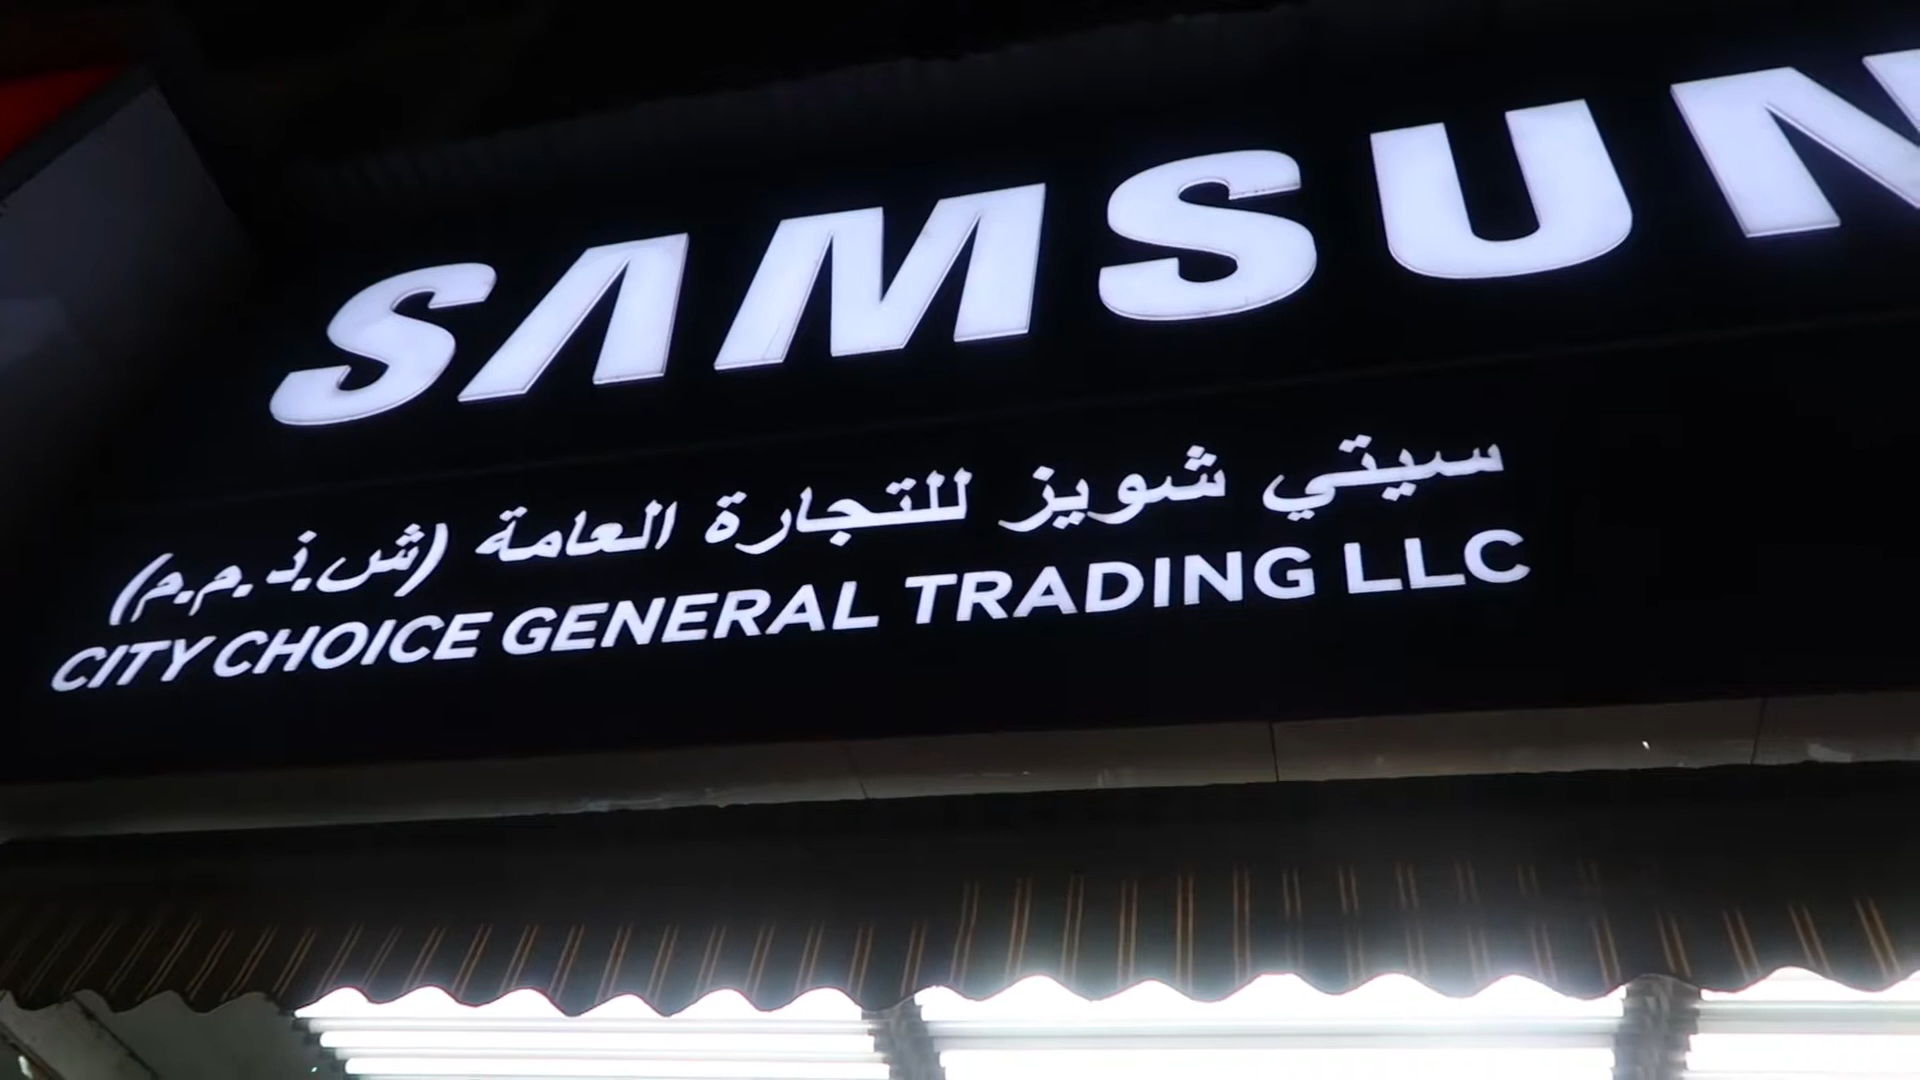 SAMSUN
سيتي شويز للتجارة العامة (ش.ذ.م.م)
CITY CHOICE GENERAL TRADING LLC